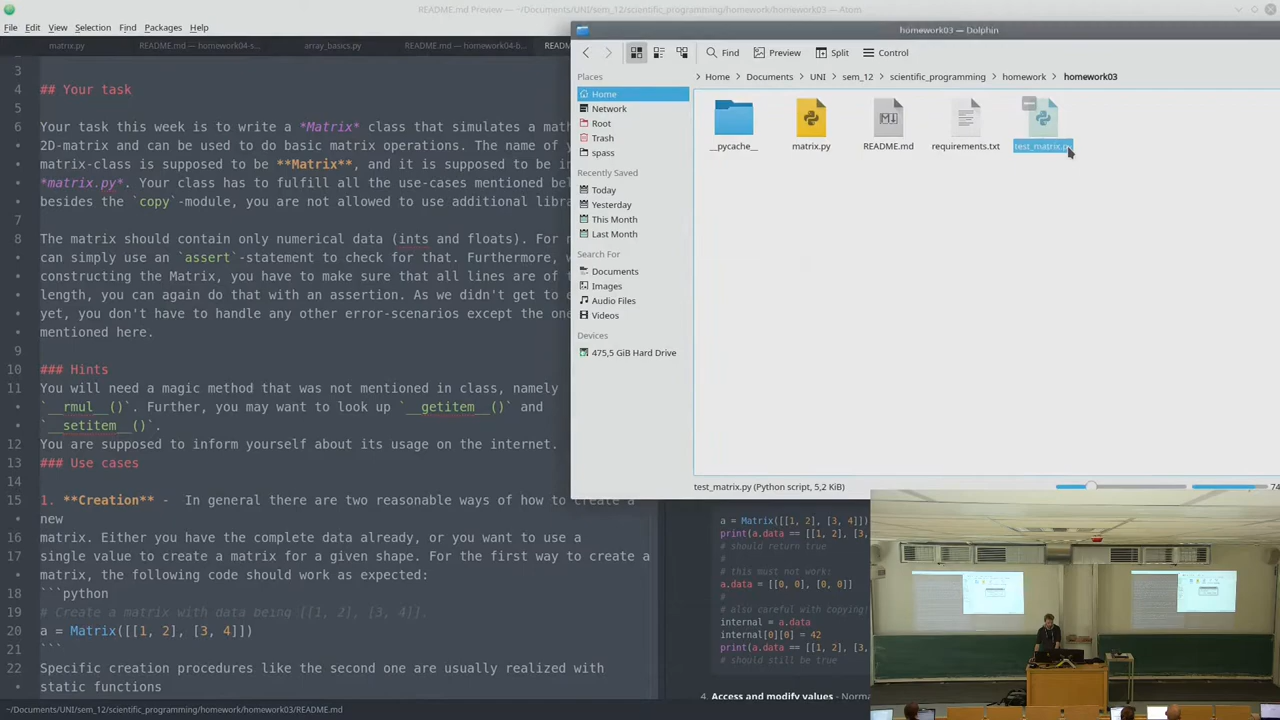 README.md Preview — ~/Documents/UNI/sem_12/scientific_programming/homework/homework03 — Atom
File Edit View Selection Find Packages Help
matrix.py README.md — homework04-s... array_basics.py README.md — homework04-b... READ
homework03 — Dolphin
Find Preview Split Control
Places
Home
Network
Root
Trash
spass
Recently Saved
Today
Yesterday
This Month
Last Month
Search For
Documents
Images
Audio Files
Videos
Devices
475,5 GiB Hard Drive
> Home > Documents > UNI > sem_12 > scientific_programming > homework > homework03
__pycache__ matrix.py README.md requirements.txt test_matrix.py
test_matrix.py (Python script, 5,2 KiB)
74
3
4 ## Your task
5
6 Your task this week is to write a *Matrix* class that simulates a math
• 2D-matrix and can be used to do basic matrix operations. The name of y
• matrix-class is supposed to be **Matrix**, and it is supposed to be i
• *matrix.py*. Your class has to fulfill all the use-cases mentioned bel
• besides the `copy`-module, you are not allowed to use additional libra
7
8 The matrix should contain only numerical data (ints and floats). For n
• can simply use an `assert`-statement to check for that. Furthermore, w
• constructing the Matrix, you have to make sure that all lines are of t
• length, you can again do that with an assertion. As we didn't get to e
• yet, you don't have to handle any other error-scenarios except the one
• mentioned here.
9
10 ### Hints
11 You will need a magic method that was not mentioned in class, namely
• `__rmul__()`. Further, you may want to look up `__getitem__()` and
• `__setitem__()`.
12 You are supposed to inform yourself about its usage on the internet.
13 ### Use cases
14
15 1. **Creation** - In general there are two reasonable ways of how to create a
• new
16 matrix. Either you have the complete data already, or you want to use a
17 single value to create a matrix for a given shape. For the first way to create a
• matrix, the following code should work as expected:
18 ```python
19 # Create a matrix with data being [[1, 2], [3, 4]].
20 a = Matrix([[1, 2], [3, 4]])
21 ```
22 Specific creation procedures like the second one are usually realized with
• static functions
a = Matrix([[1, 2], [3, 4]])
print(a.data == [[1, 2], [3,
# should return true
#
# this must not work:
a.data = [[0, 0], [0, 0]]
#
# also careful with copying!
internal = a.data
internal[0][0] = 42
print(a.data == [[1, 2], [3,
# should still be true
4. Access and modify values - Norma
~/Documents/UNI/sem_12/scientific_programming/homework/homework03/README.md